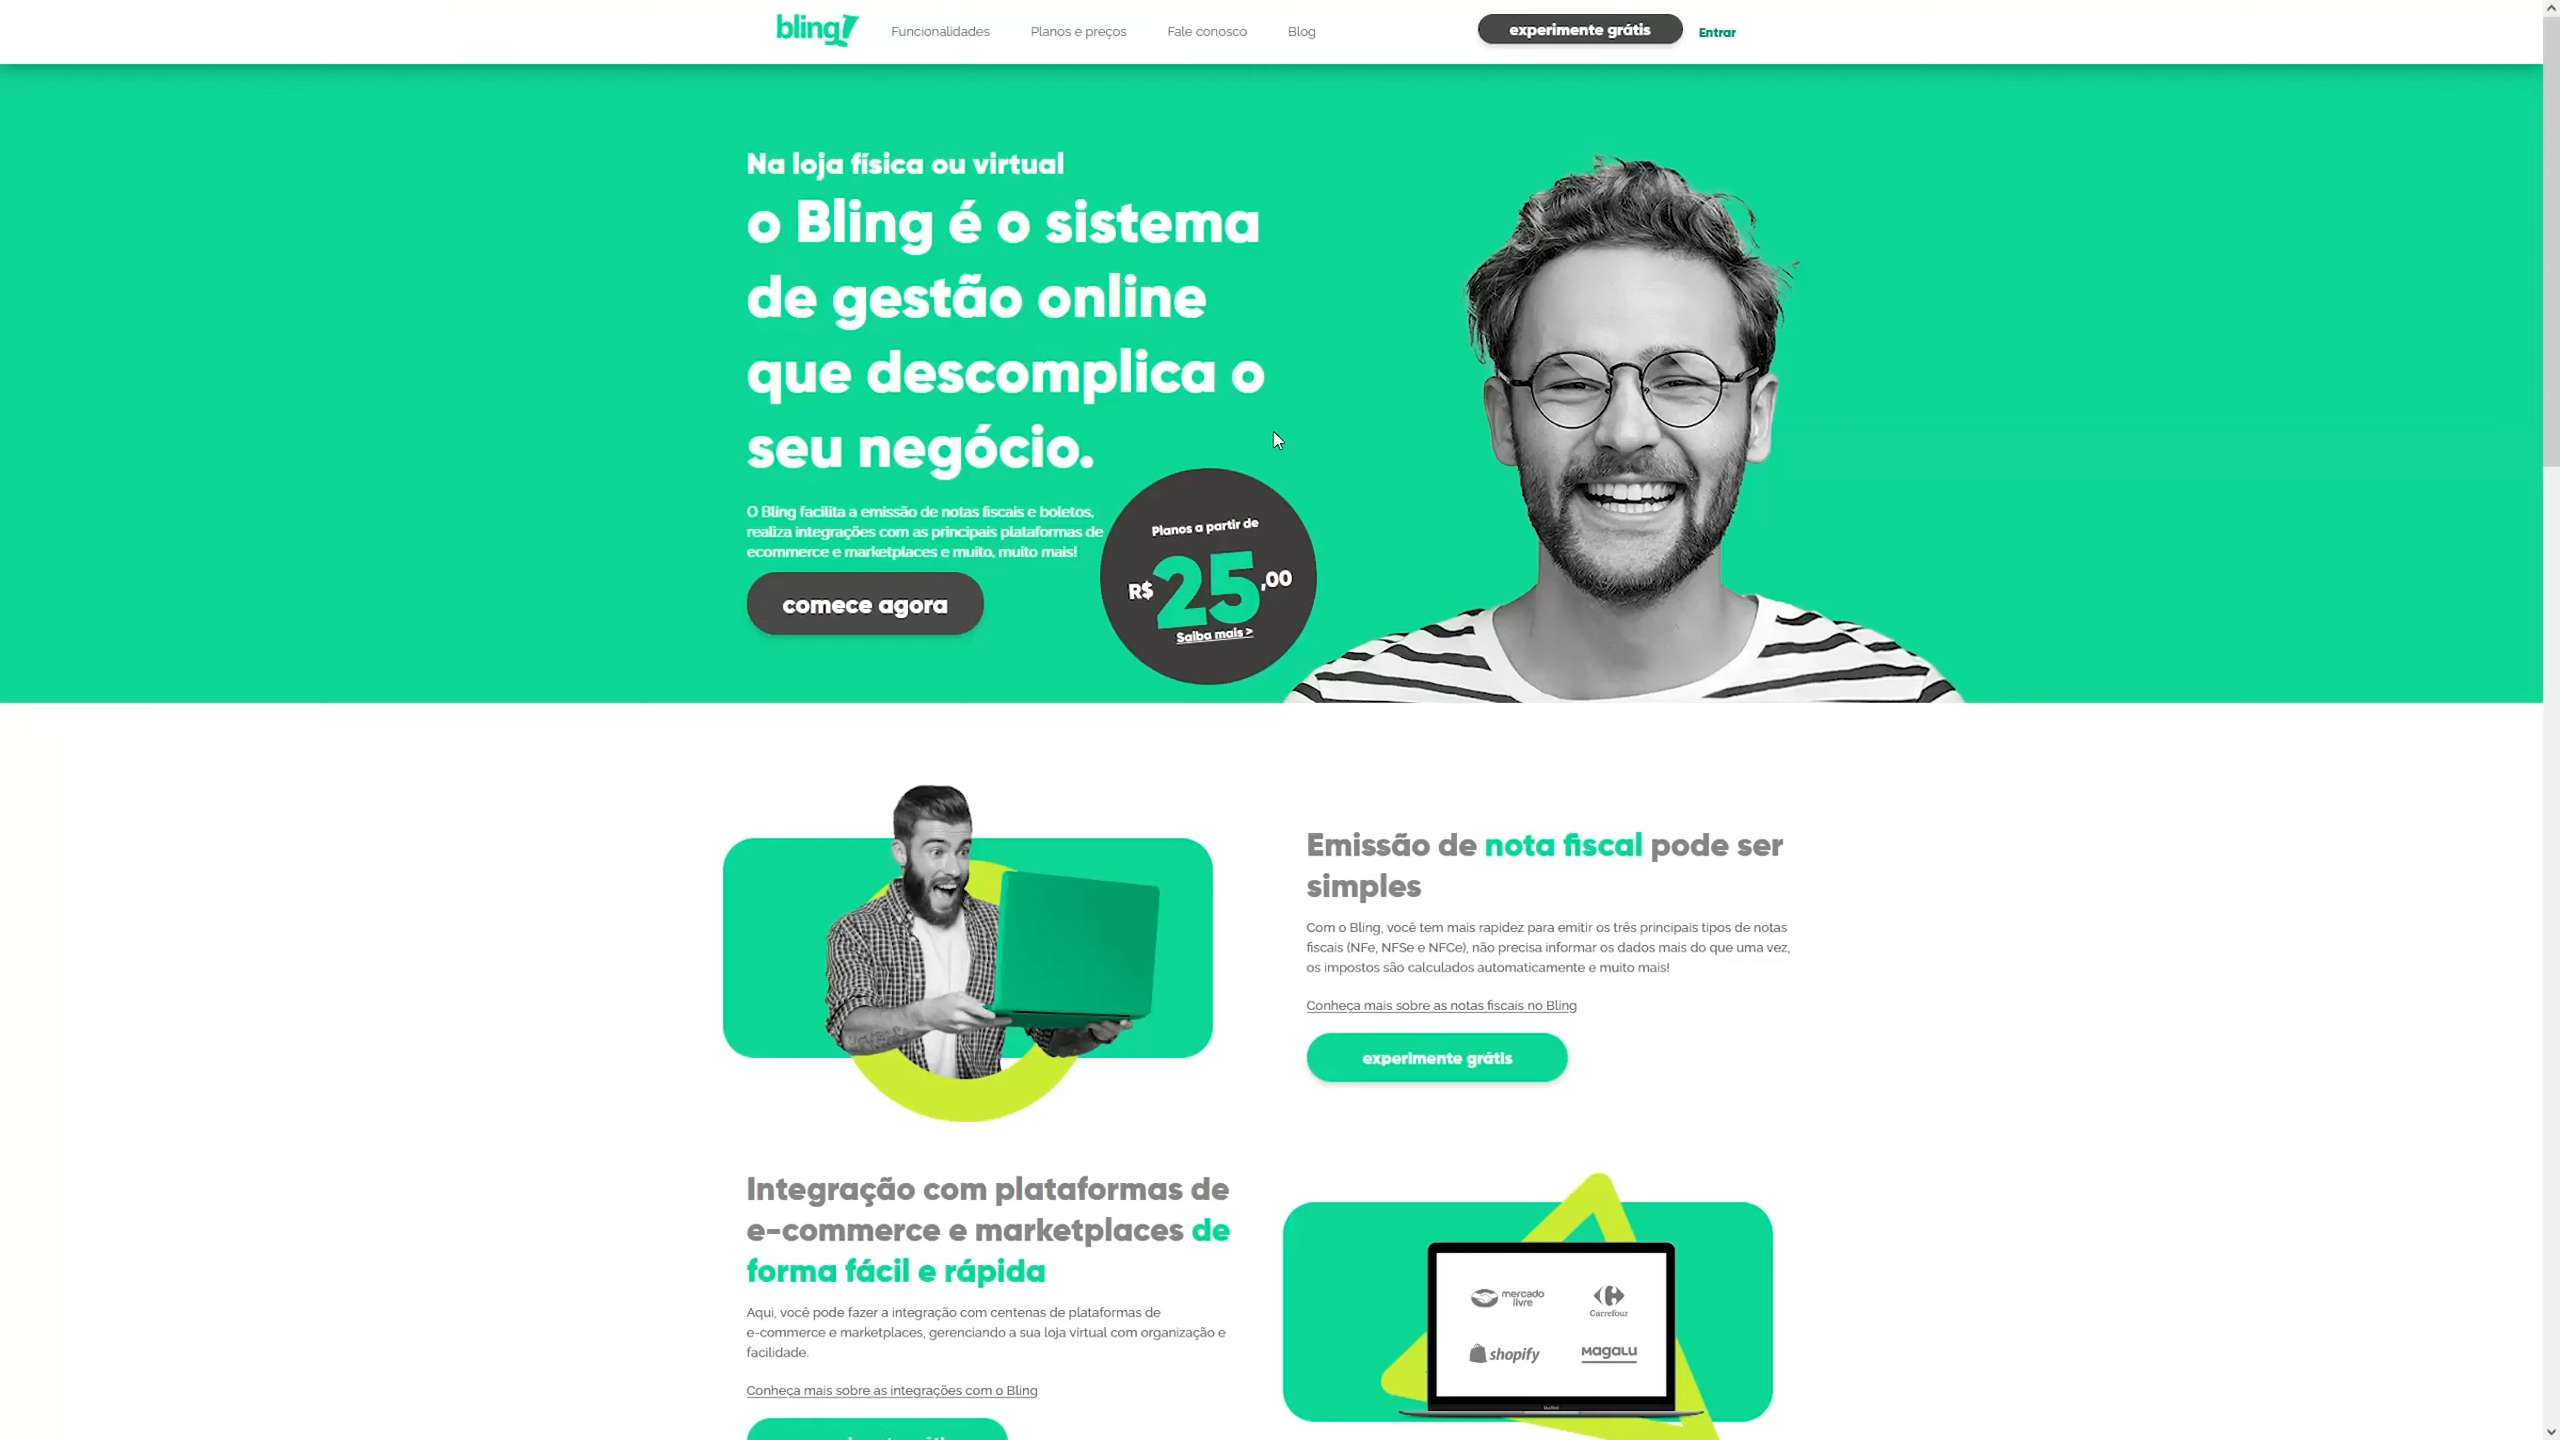 bling!
Funcionalidades
Planos e preços
Fale conosco
Blog
experimente grátis
Entrar
Na loja física ou virtual
o Bling é o sistema
de gestão online
que descomplica o
seu negócio.
O Bling facilita a emissão de notas fiscais e boletos,
realiza integrações com as principais plataformas de
ecommerce e marketplaces e muito, muito mais!
comece agora
Planos a partir de
R$25,00
Saiba mais >
Emissão de nota fiscal pode ser
simples
Com o Bling, você tem mais rapidez para emitir os três principais tipos de notas
fiscais (NFe, NFSe e NFCe), não precisa informar os dados mais do que uma vez,
os impostos são calculados automaticamente e muito mais!
Conheça mais sobre as notas fiscais no Bling
experimente grátis
Integração com plataformas de
e-commerce e marketplaces de
forma fácil e rápida
Aqui, você pode fazer a integração com centenas de plataformas de
e-commerce e marketplaces, gerenciando a sua loja virtual com organização e
facilidade.
Conheça mais sobre as integrações com o Bling
mercado
livre
Carrefour
shopify
magalu